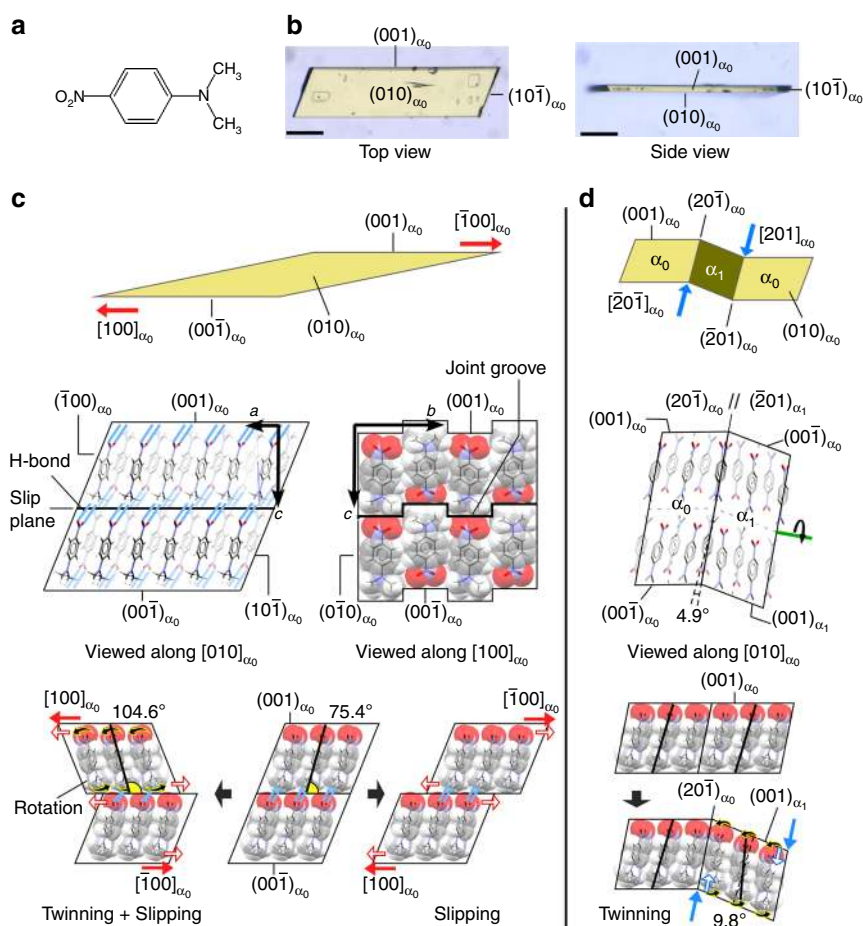 a
O₂N
N
CH₃
CH₃
b
(001)α₀
(010)α₀
(101̄)α₀
Top view
(001)α₀
(010)α₀
(101̄)α₀
Side view
c
(001)α₀
[1̄00]α₀
[100]α₀
(001̄)α₀
(010)α₀
Joint groove
(1̄00)α₀
(001)α₀
a
b
(001)α₀
H-bond
Slip
plane
c
c
(001̄)α₀
(101̄)α₀
(01̄0)α₀
(001̄)α₀
Viewed along [010]α₀
Viewed along [100]α₀
[100]α₀
104.6°
(001)α₀
75.4°
[1̄00]α₀
Rotation
[1̄00]α₀
(001̄)α₀
[100]α₀
Twinning + Slipping
Slipping
d
(001)α₀
(201̄)α₀
[201]α₀
α₀
α₁
α₀
[2̄01̄]α₀
(2̄01)α₀
(010)α₀
(001)α₀
(201̄)α₀
(2̄01)α₁
(001̄)α₀
α₀
α₁
(001̄)α₀
4.9°
(001)α₁
Viewed along [010]α₀
(001)α₀
(201̄)α₀
(001)α₁
Twinning
9.8°